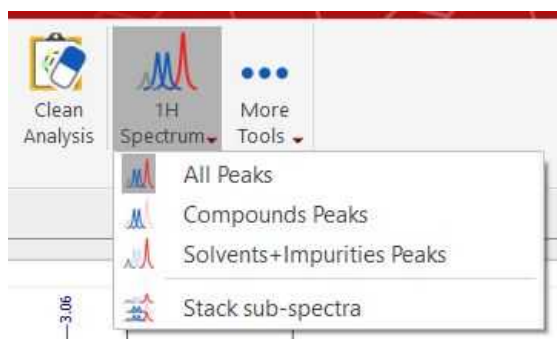 Clean
Analysis
1H
Spectrum
More
Tools
All Peaks
Compounds Peaks
Solvents+Impurities Peaks
Stack sub-spectra
3.06